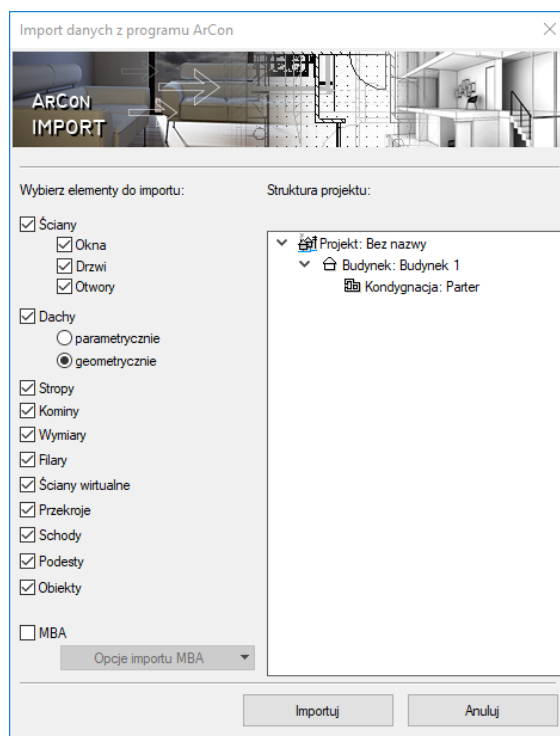 Import danych z programu ArCon
ARCON
IMPORT
Wybierz elementy do importu:
Struktura projektu:
Ściany
Okna
Drzwi
Otwory
Dachy
parametrycznie
geometrycznie
Stropy
Kominy
Wymiary
Filary
Ściany wirtualne
Przekroje
Schody
Podesty
Obiekty
MBA
Opcje importu MBA
Projekt: Bez nazwy
Budynek: Budynek 1
Kondygnacja: Parter
Importuj
Anuluj